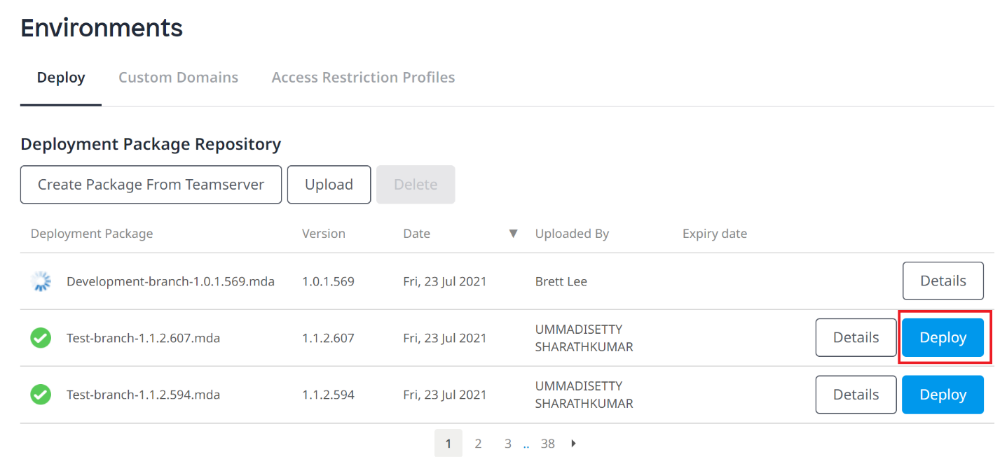 Environments
Deploy Custom Domains Access Restriction Profiles
Deployment Package Repository
Create Package From Teamserver Upload Delete
Deployment Package Version Date ▼ Uploaded By Expiry date
Development-branch-1.0.1.569.mda 1.0.1.569 Fri, 23 Jul 2021 Brett Lee Details
Test-branch-1.1.2.607.mda 1.1.2.607 Fri, 23 Jul 2021 UMMADISETTY
SHARATHKUMAR Details Deploy
Test-branch-1.1.2.594.mda 1.1.2.594 Fri, 23 Jul 2021 UMMADISETTY
SHARATHKUMAR Details Deploy
1 2 3 .. 38